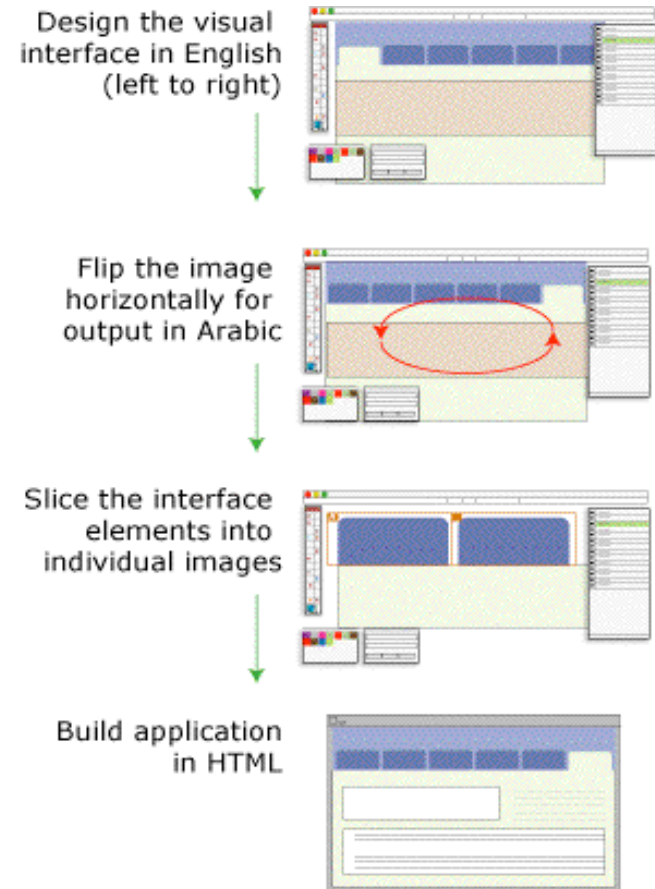 Design the visual
interface in English
(left to right)
Flip the image
horizontally for
output in Arabic
Slice the interface
elements into
individual images
Build application
in HTML